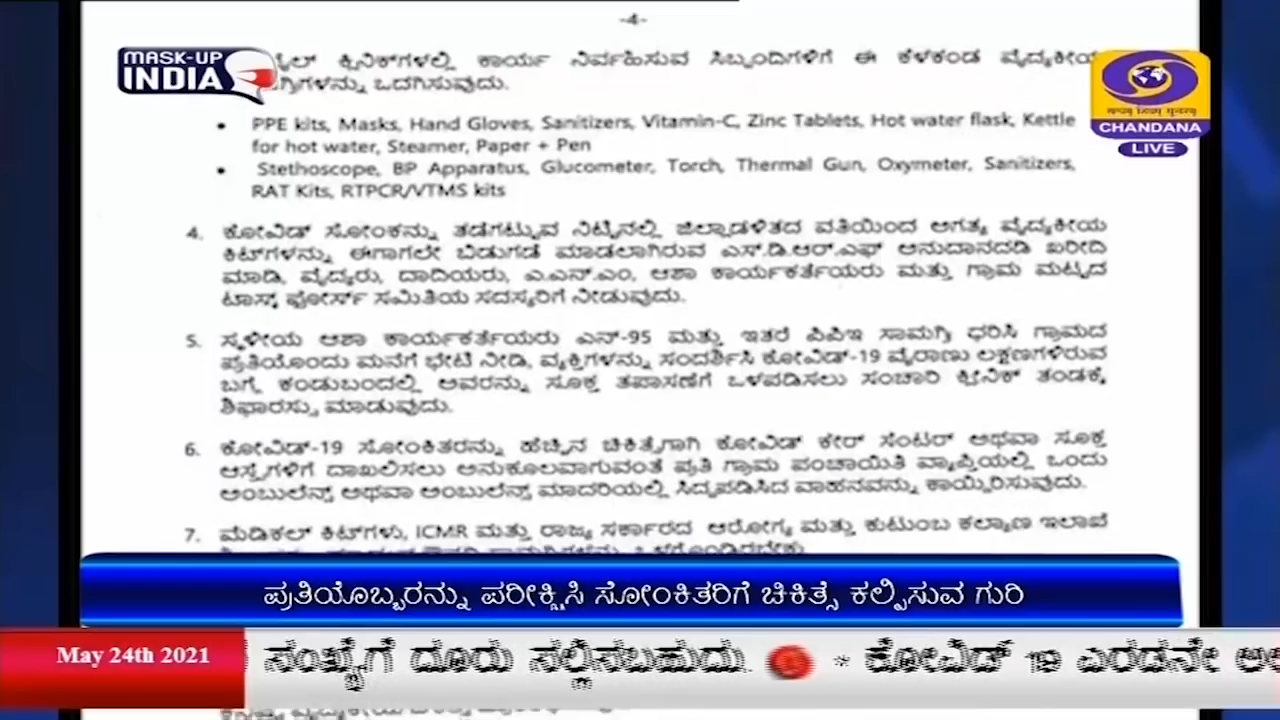 -4-
MASK-UP
INDIA
ಕ್ಲಿನಿಕ್‌ಗಳಲ್ಲಿ ಕಾರ್ಯ ನಿರ್ವಹಿಸುವ ಸಿಬ್ಬಂದಿಗಳಿಗೆ ಈ ಕೆಳಕಂಡ ವೈದ್ಯಕೀಯ
ಒದಗಿಸುವುದು.
CHANDANA
LIVE
• PPE kits, Masks, Hand Gloves, Sanitizers, Vitamin-C, Zinc Tablets, Hot water flask, Kettle
for hot water, Steamer, Paper + Pen
• Stethoscope, BP Apparatus, Glucometer, Torch, Thermal Gun, Oxymeter, Sanitizers,
RAT Kits, RTPCR/VTMS kits
4. ಕೋವಿಡ್ ಸೋಂಕನ್ನು ತಡೆಗಟ್ಟುವ ನಿಟ್ಟಿನಲ್ಲಿ ಜಿಲ್ಲಾಡಳಿತದ ವತಿಯಿಂದ ಅಗತ್ಯ ವೈದ್ಯಕೀಯ
ಕಿಟ್‌ಗಳನ್ನು ಈಗಾಗಲೇ ಬಿಡುಗಡೆ ಮಾಡಲಾಗಿರುವ ಎಸ್.ಡಿ.ಆರ್.ಎಫ್ ಅನುದಾನದಡಿ ಖರೀದಿ
ಮಾಡಿ, ವೈದ್ಯರು, ದಾದಿಯರು, ಎ.ಎನ್.ಎಂ, ಆಶಾ ಕಾರ್ಯಕರ್ತೆಯರು ಮತ್ತು ಗ್ರಾಮ ಮಟ್ಟದ
ಟಾಸ್ಕ್ ಫೋರ್ಸ್ ಸಮಿತಿಯ ಸದಸ್ಯರಿಗೆ ನೀಡುವುದು.
5. ಸ್ಥಳೀಯ ಆಶಾ ಕಾರ್ಯಕರ್ತೆಯರು ಎನ್-95 ಮತ್ತು ಇತರೆ ಪಿಪಿಇ ಸಾಮಗ್ರಿ ಧರಿಸಿ ಗ್ರಾಮದ
ಪ್ರತಿಯೊಂದು ಮನೆಗೆ ಭೇಟಿ ನೀಡಿ, ವ್ಯಕ್ತಿಗಳನ್ನು ಸಂದರ್ಶಿಸಿ ಕೋವಿಡ್-19 ವೈರಾಣು ಲಕ್ಷಣಗಳಿರುವ
ಬಗ್ಗೆ ಕಂಡುಬಂದಲ್ಲಿ ಅವರನ್ನು ಸೂಕ್ತ ತಪಾಸಣೆಗೆ ಒಳಪಡಿಸಲು ಸಂಚಾರಿ ಕ್ಲಿನಿಕ್ ತಂಡಕ್ಕೆ
ಶಿಫಾರಸ್ಸು ಮಾಡುವುದು.
6. ಕೋವಿಡ್-19 ಸೋಂಕಿತರನ್ನು ಹೆಚ್ಚಿನ ಚಿಕಿತ್ಸೆಗಾಗಿ ಕೋವಿಡ್ ಕೇರ್ ಸೆಂಟರ್ ಅಥವಾ ಸೂಕ್ತ
ಆಸ್ಪತ್ರೆಗಳಿಗೆ ದಾಖಲಿಸಲು ಅನುಕೂಲವಾಗುವಂತೆ ಪ್ರತಿ ಗ್ರಾಮ ಪಂಚಾಯಿತಿ ವ್ಯಾಪ್ತಿಯಲ್ಲಿ ಒಂದು
ಅಂಬುಲೆನ್ಸ್ ಅಥವಾ ಅಂಬುಲೆನ್ಸ್ ಮಾದರಿಯಲ್ಲಿ ಸಿದ್ಧಪಡಿಸಿದ ವಾಹನವನ್ನು ಕಾಯ್ದಿರಿಸುವುದು.
7. ಮೆಡಿಕಲ್ ಕಿಟ್‌ಗಳು, ICMR ಮತ್ತು ರಾಜ್ಯ ಸರ್ಕಾರದ ಆರೋಗ್ಯ ಮತ್ತು ಕುಟುಂಬ ಕಲ್ಯಾಣ ಇಲಾಖೆ
ಪ್ರತಿಯೊಬ್ಬರನ್ನು ಪರೀಕ್ಷಿಸಿ ಸೋಂಕಿತರಿಗೆ ಚಿಕಿತ್ಸೆ ಕಲ್ಪಿಸುವ ಗುರಿ
May 24th 2021 ಸಂಖ್ಯೆಗೆ ದೂರು ಸಲ್ಲಿಸಬಹುದು. * ಕೋವಿಡ್ 19 ಎರಡನೇ